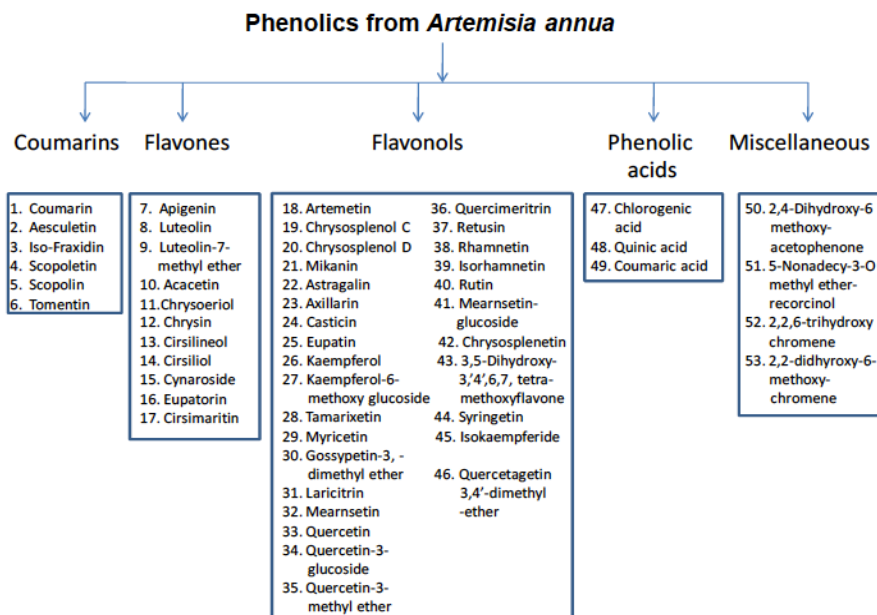 Phenolics from Artemisia annua
Coumarins
1. Coumarin
2. Aesculetin
3. Iso-Fraxidin
4. Scopoletin
5. Scopolin
6. Tomentin
Flavones
7. Apigenin
8. Luteolin
9. Luteolin-7-
methyl ether
10. Acacetin
11. Chrysoeriol
12. Chrysin
13. Cirsilineol
14. Cirsiliol
15. Cynaroside
16. Eupatorin
17. Cirsimaritin
Flavonols
18. Artemetin
19. Chrysosplenol C
20. Chrysosplenol D
21. Mikanin
22. Astragalin
23. Axillarin
24. Casticin
25. Eupatin
26. Kaempferol
27. Kaempferol-6-
methoxy glucoside
28. Tamarixetin
29. Myricetin
30. Gossypetin-3, -
dimethyl ether
31. Laricitrin
32. Mearnsetin
33. Quercetin
34. Quercetin-3-
glucoside
35. Quercetin-3-
methyl ether
36. Quercimeritrin
37. Retusin
38. Rhamnetin
39. Isorhamnetin
40. Rutin
41. Mearnsetin-
glucoside
42. Chrysosplenetin
43. 3,5-Dihydroxy-
3,'4',6,7, tetra-
methoxyflavone
44. Syringetin
45. Isokaempferide
46. Quercetagetin
3,4'-dimethyl
-ether
Phenolic
acids
47. Chlorogenic
acid
48. Quinic acid
49. Coumaric acid
Miscellaneous
50. 2,4-Dihydroxy-6
methoxy-
acetophenone
51. 5-Nonadecy-3-O-
methyl ether-
recorcinol
52. 2,2,6-trihydroxy
chromene
53. 2,2-didhyroxy-6-
methoxy-
chromene